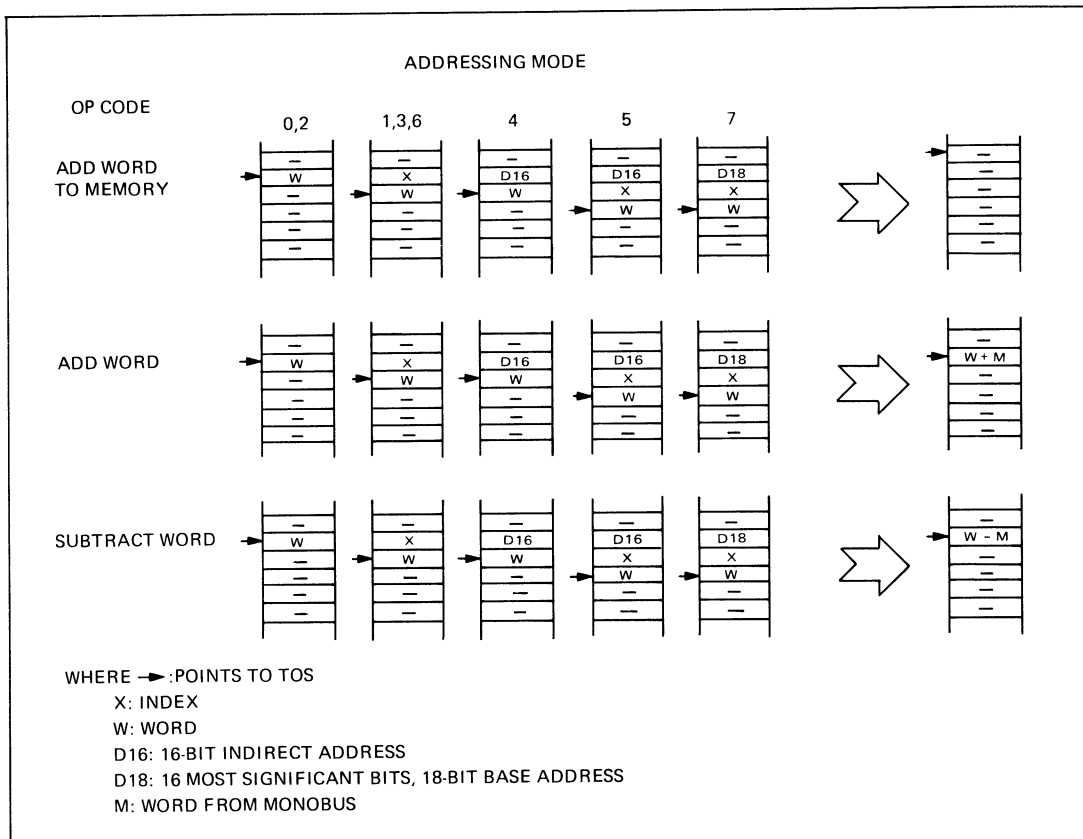 ADDRESSING MODE
OP CODE
0,2 1,3,6 4 5 7
ADD WORD
TO MEMORY
— — — — — —
W X D16 D16 D18 —
— W W X X —
— — — W W —
— — — — — —
— — — — — —
ADD WORD
— — — — — —
W X D16 D16 D18 W + M
— W W X X —
— — — W W —
— — — — — —
— — — — — —
SUBTRACT WORD
— — — — — —
W X D16 D16 D18 W – M
— W W X X —
— — — W W —
— — — — — —
— — — — — —
WHERE → :POINTS TO TOS
X: INDEX
W: WORD
D16: 16-BIT INDIRECT ADDRESS
D18: 16 MOST SIGNIFICANT BITS, 18-BIT BASE ADDRESS
M: WORD FROM MONOBUS